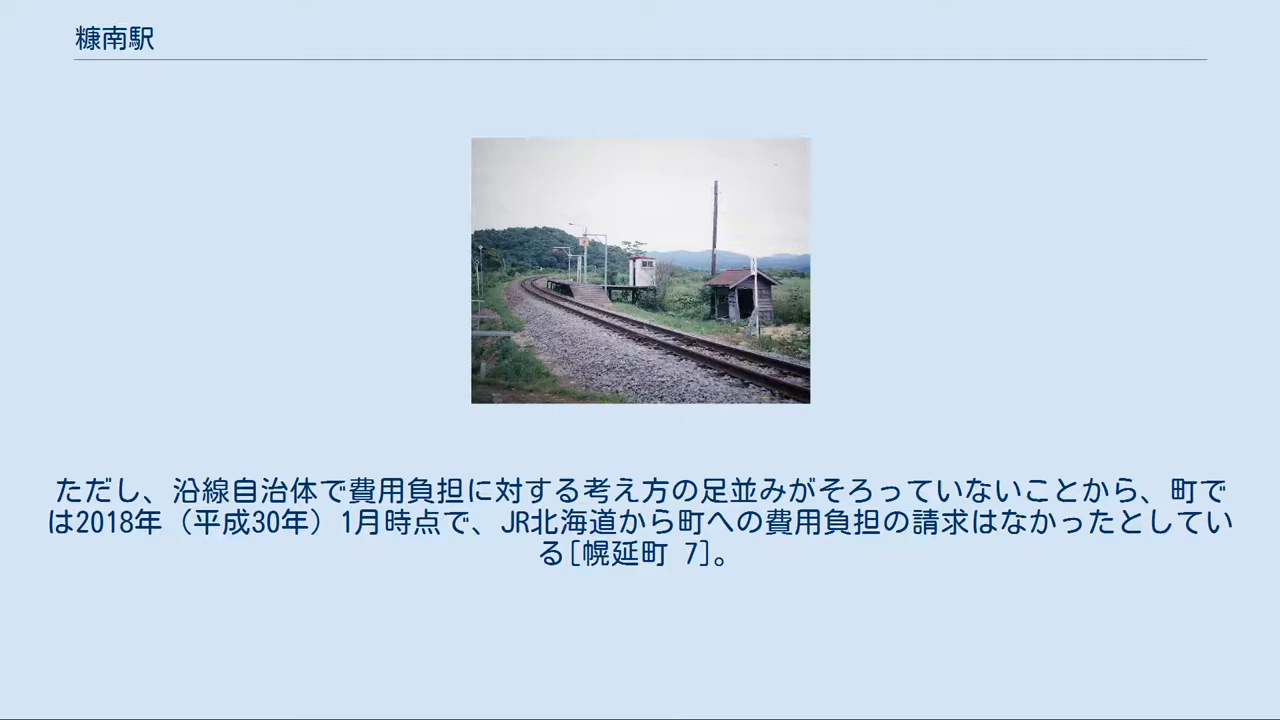 糠南駅
ただし、沿線自治体で費用負担に対する考え方の足並みがそろっていないことから、町で
は2018年（平成30年）1月時点で、JR北海道から町への費用負担の請求はなかったとしてい
る[幌延町 7]。